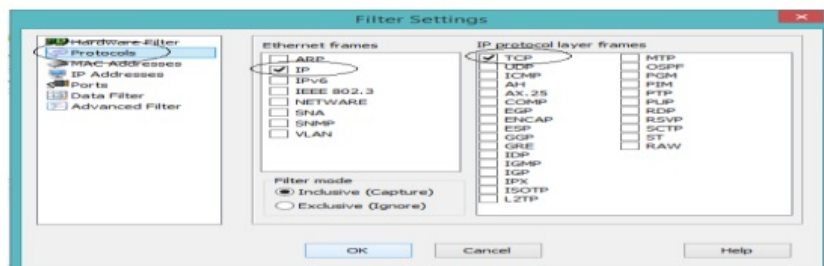 Filter Settings
Hardware Filter
Protocols
MAC Addresses
IP Addresses
Ports
Data Filter
Advanced Filter
Ethernet frames
ARP
IP
IPv6
IEEE 802.3
NETWARE
SNA
SNMP
VLAN
Filter mode
Inclusive (Capture)
Exclusive (Ignore)
IP protocol layer frames
TCP
UDP
ICMP
AH
AX.25
COMP
EGP
ENCAP
ESP
GGP
GRE
IDP
IGMP
IGP
IPX
ISOTP
L2TP
MTP
OSPF
PGM
PIM
PTP
PUP
RDP
RSVP
SCTP
ST
RAW
OK
Cancel
Help